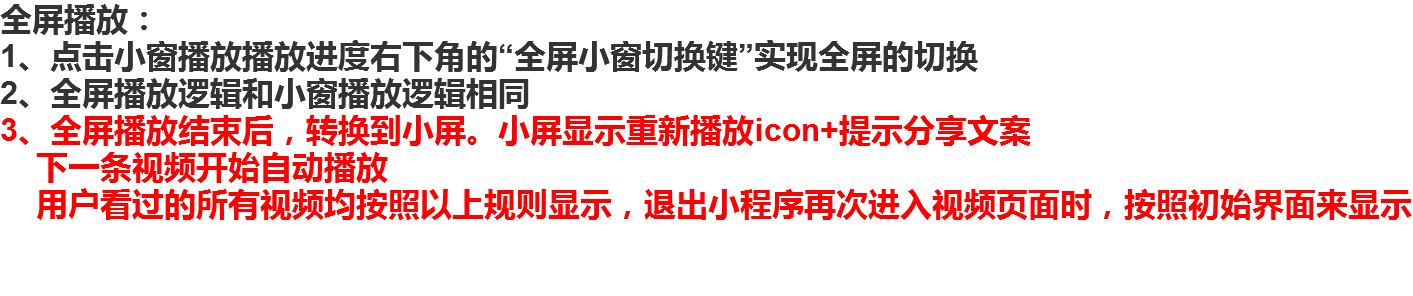 全屏播放：
1、点击小窗播放播放进度右下角的“全屏小窗切换键”实现全屏的切换
2、全屏播放逻辑和小窗播放逻辑相同
3、全屏播放结束后，转换到小屏。小屏显示重新播放icon+提示分享文案
下一条视频开始自动播放
用户看过的所有视频均按照以上规则显示，退出小程序再次进入视频页面时，按照初始界面来显示